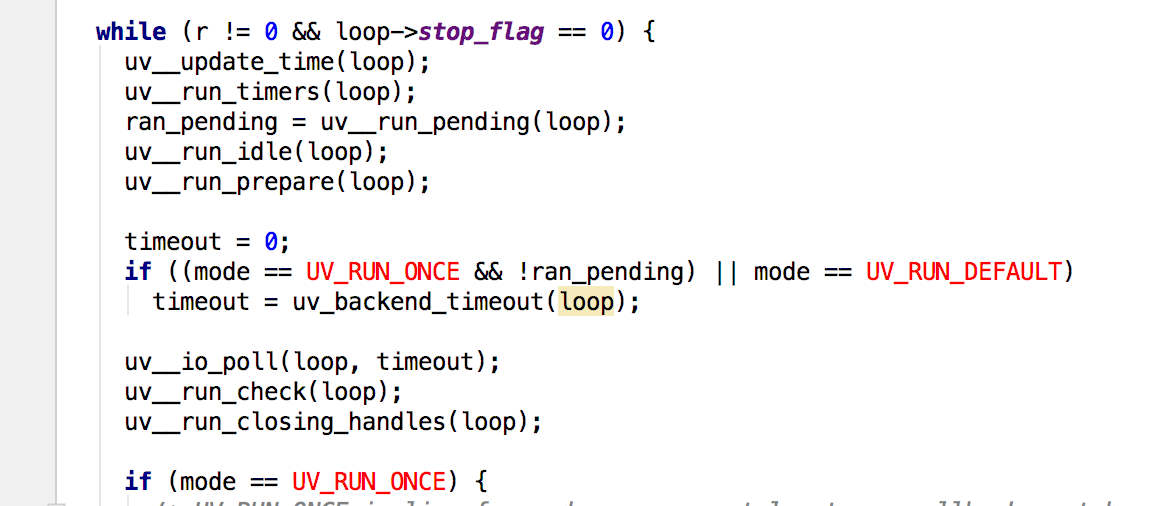 while (r != 0 && loop->stop_flag == 0) {
uv__update_time(loop);
uv__run_timers(loop);
ran_pending = uv__run_pending(loop);
uv__run_idle(loop);
uv__run_prepare(loop);
timeout = 0;
if ((mode == UV_RUN_ONCE && !ran_pending) || mode == UV_RUN_DEFAULT)
timeout = uv_backend_timeout(loop);
uv__io_poll(loop, timeout);
uv__run_check(loop);
uv__run_closing_handles(loop);
if (mode == UV_RUN_ONCE) {